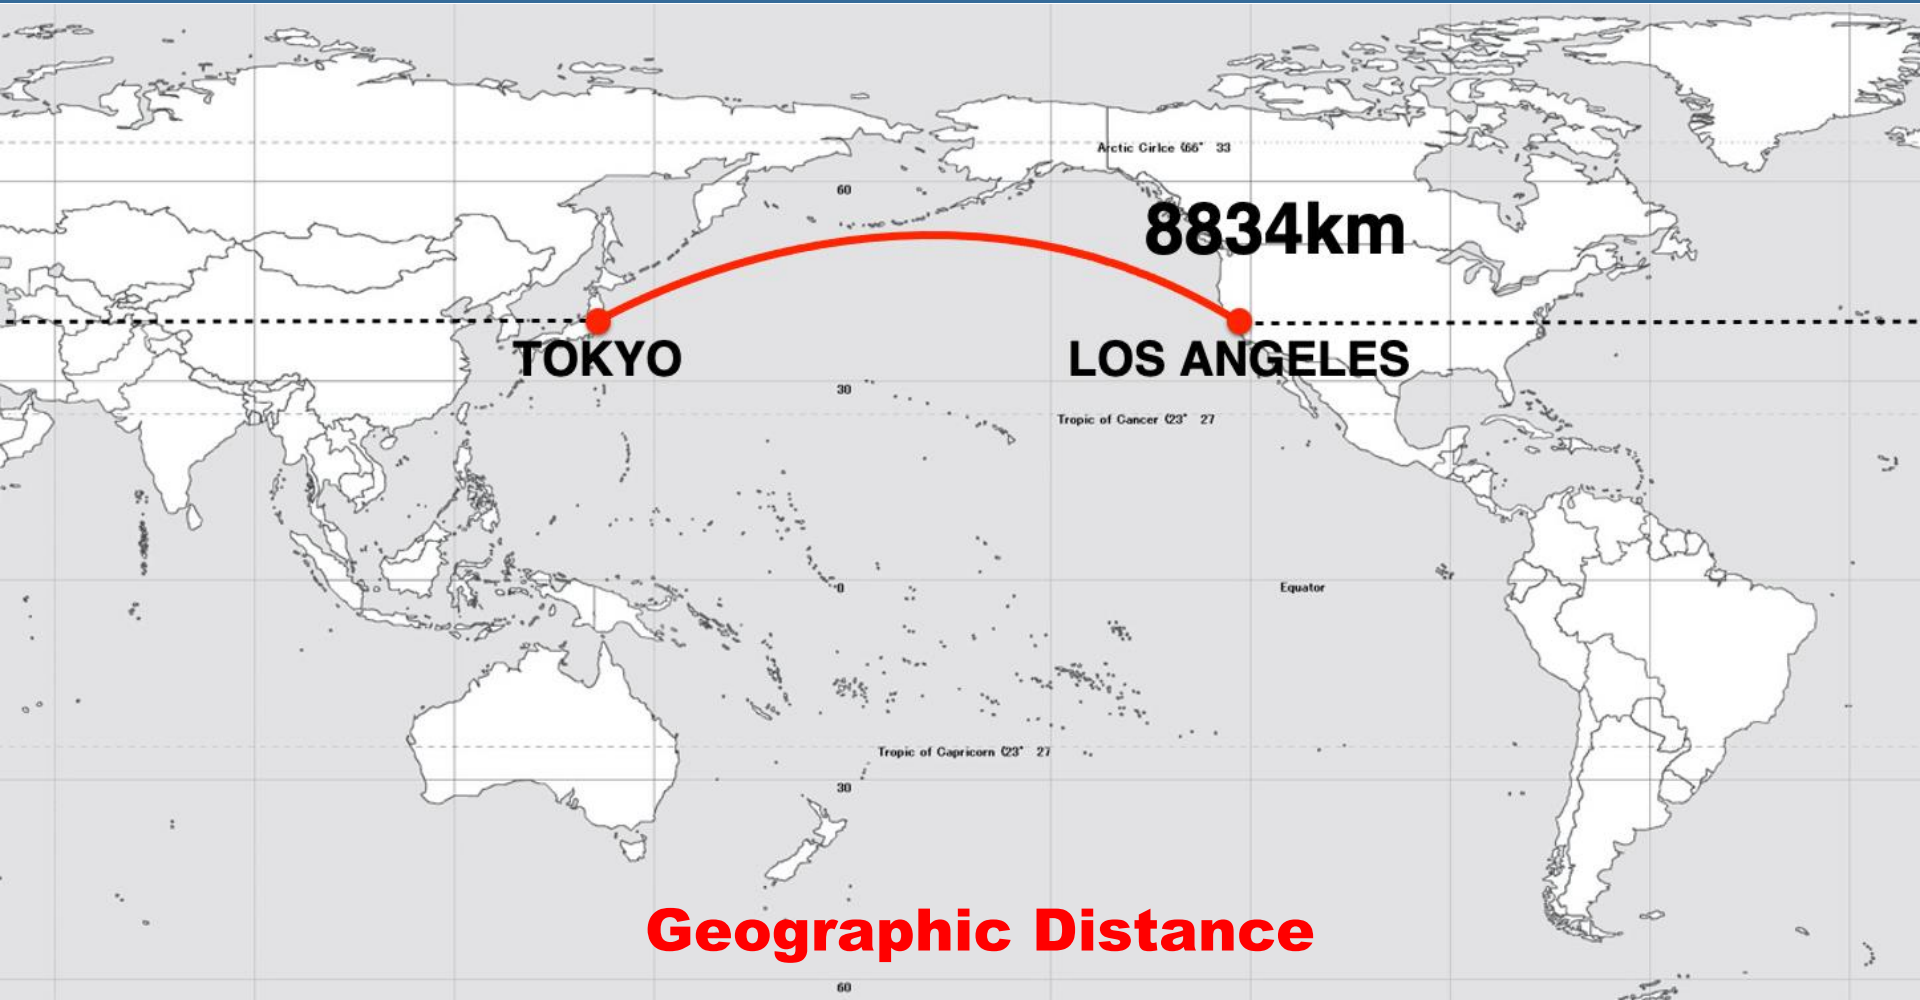 Arctic Cirlce (66° 33
60
8834km
TOKYO
LOS ANGELES
30
Tropic of Cancer (23° 27
0
Equator
Tropic of Capricorn (23° 27
30
Geographic Distance
60